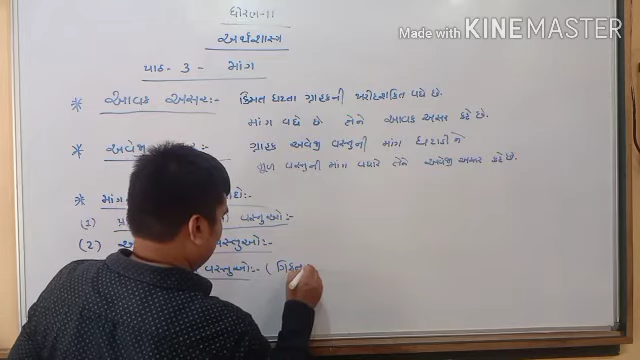 Made with KINEMASTER
ધોરણ-11
અર્થશાસ્ત્ર
પાઠ - 3 - માંગ
* આવક અસર:- કિંમત ઘટતા ગ્રાહકની ખરીદશક્તિ વધે છે.
માંગ વધે છે. તેને આવક અસર કહે છે.
* અવેજી :- ગ્રાહક અવેજી વસ્તુની માંગ ઘટાડીને
મૂળ વસ્તુની માંગ વધારે તેને અવેજી અસર કહે છે.
* માંગ
(1) વસ્તુઓ:-
(2) વસ્તુઓ:-
વસ્તુઓ:- (